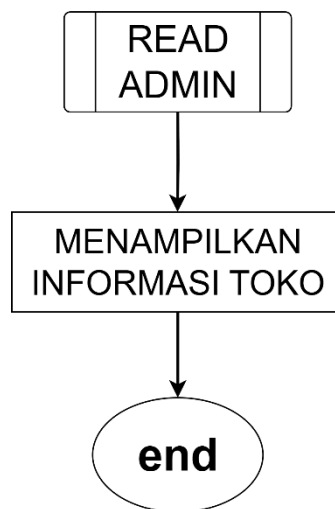 READ
ADMIN
MENAMPILKAN
INFORMASI TOKO
end